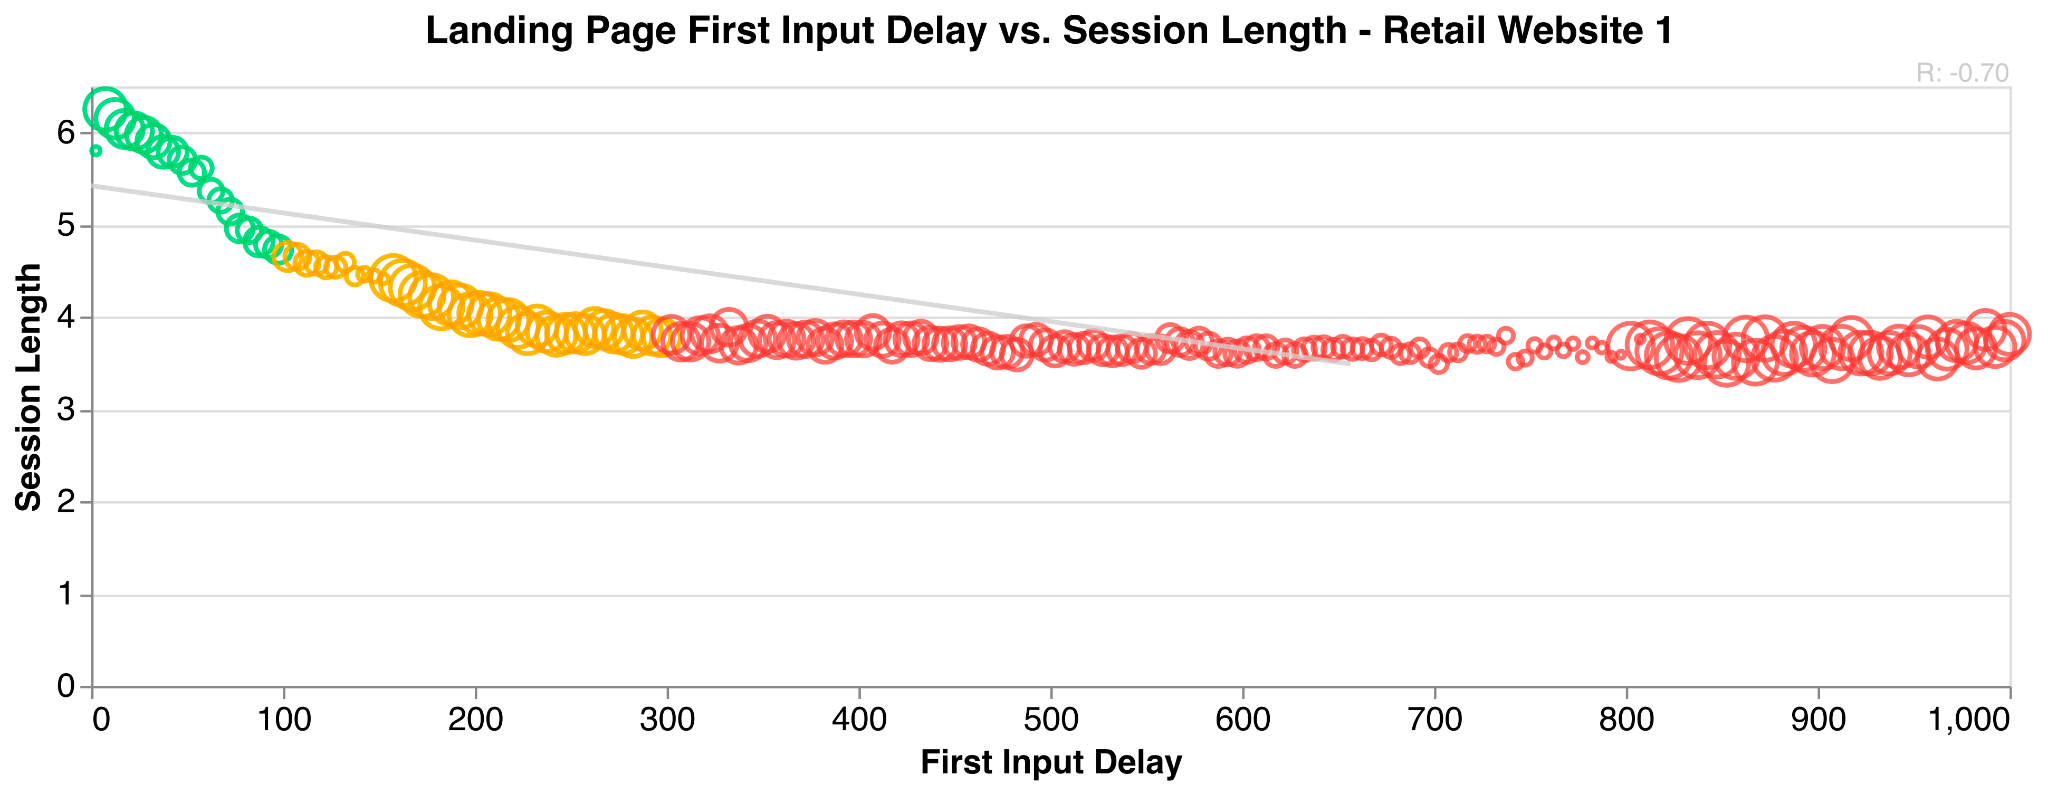 Landing Page First Input Delay vs. Session Length - Retail Website 1
R: -0.70
Session Length
6
5
4
3
2
1
0
0 100 200 300 400 500 600 700 800 900 1,000
First Input Delay